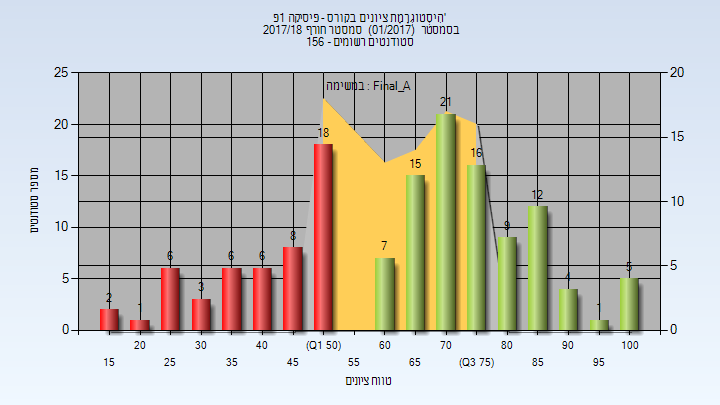 היסטוגרמת ציונים בקורס - פיסיקה 1פ'
בסמסטר (01/2017) סמסטר חורף 2017/18
סטודנטים רשומים - 156
במשימה : Final_A
25 20
20 15
15 10
10 5
5 0
0
מספר סטודנטים
2 1 6 3 6 6 8 18 7 15 21 16 9 12 4 1 5
20 30 40 (Q1 50) 60 70 80 90 100
15 25 35 45 55 65 (Q3 75) 85 95
טווח ציונים